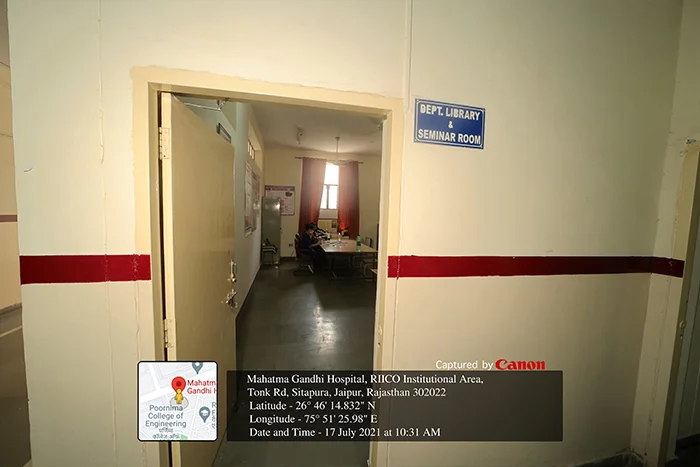 DEPT. LIBRARY
&
SEMINAR ROOM
Captured by Canon
Mahatma Gandhi Hospital, RIICO Institutional Area,
Tonk Rd, Sitapura, Jaipur, Rajasthan 302022
Latitude - 26° 46' 14.832" N
Longitude - 75° 51' 25.98" E
Date and Time - 17 July 2021 at 10:31 AM
Mahatma
Gandhi H
Poornima
College of
Engineering